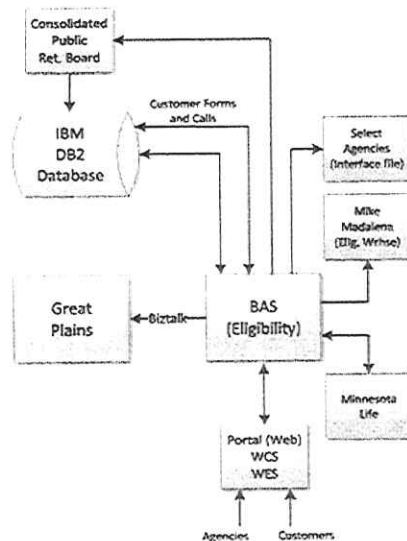 Consolidated
Public
Ret. Board
Customer Forms
and Calls
IBM
DB2
Database
Select
Agencies
(Interface file)
Mike
Madalena
(Elig. Wrhse)
Great
Plains
Biztalk
BAS
(Eligibility)
Minnesota
Life
Portal (Web)
WCS
WES
Agencies
Customers